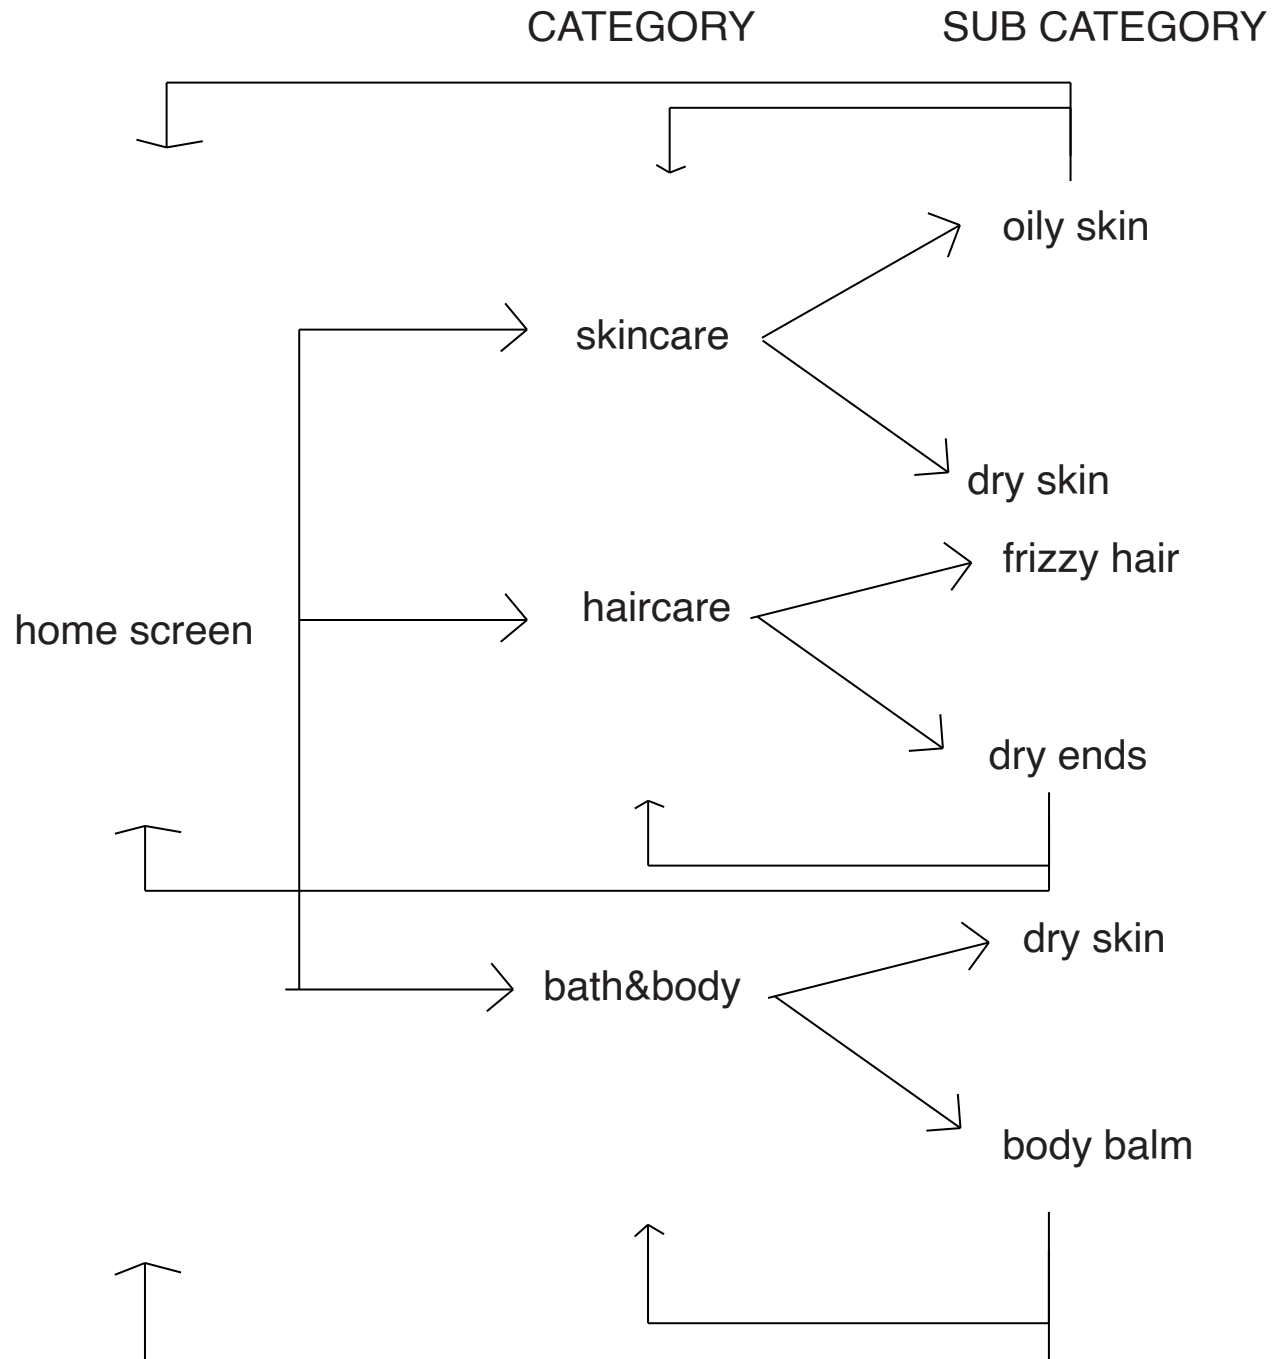 CATEGORY
SUB CATEGORY
oily skin
skincare
dry skin
frizzy hair
haircare
home screen
dry ends
dry skin
bath&body
body balm